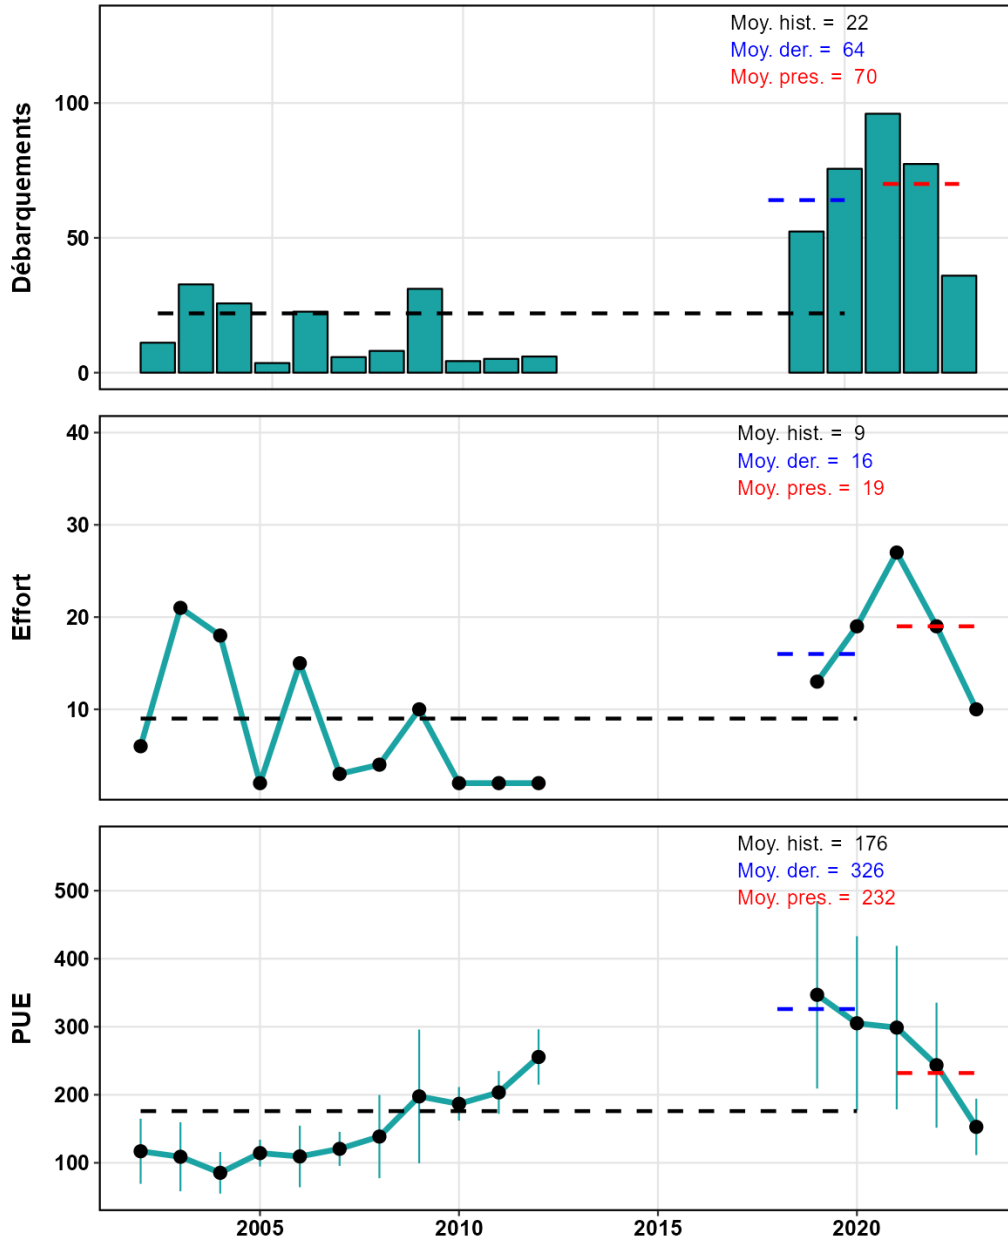 Débarquements
Moy. hist. = 22
Moy. der. = 64
Moy. pres. = 70
100
50
0
Effort
Moy. hist. = 9
Moy. der. = 16
Moy. pres. = 19
40
30
20
10
PUE
Moy. hist. = 176
Moy. der. = 326
Moy. pres. = 232
500
400
300
200
100
2005 2010 2015 2020